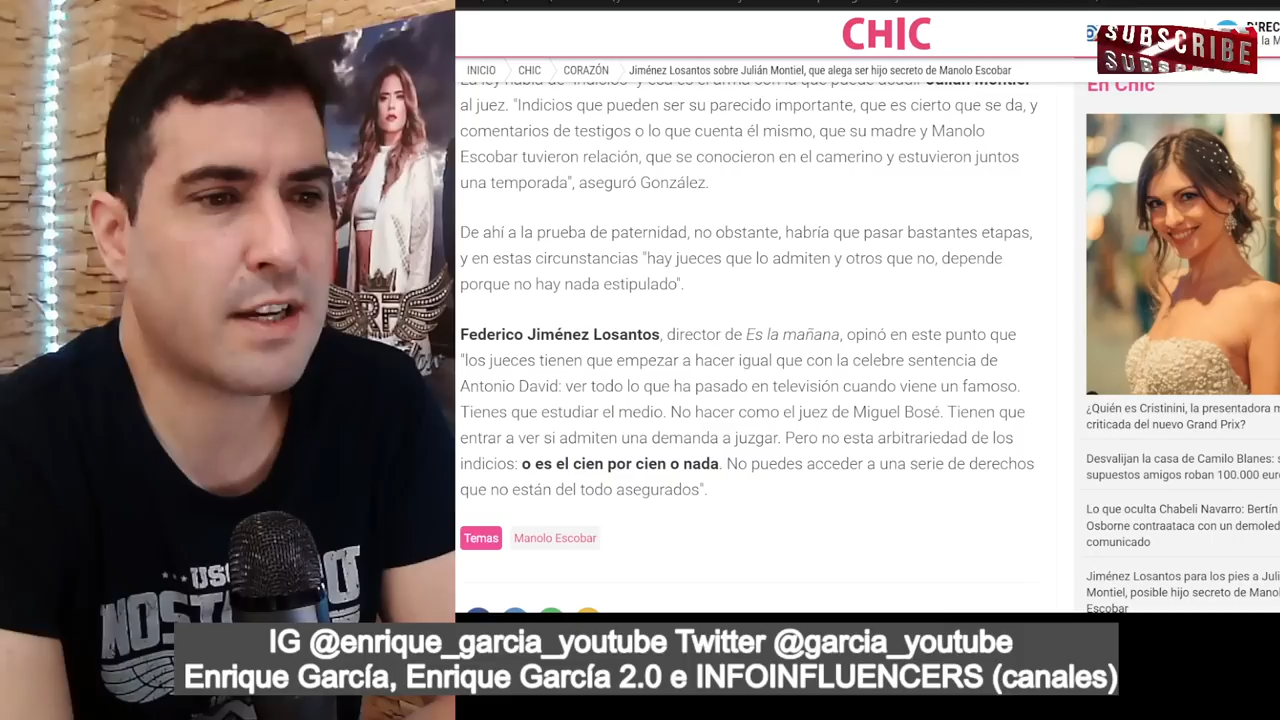 CHIC
DIREC
la M
SUBSCRIBE
INICIO
CHIC
CORAZÓN
Jiménez Losantos sobre Julián Montiel, que alega ser hijo secreto de Manolo Escobar
al juez. "Indicios que pueden ser su parecido importante, que es cierto que se da, y
comentarios de testigos o lo que cuenta él mismo, que su madre y Manolo
Escobar tuvieron relación, que se conocieron en el camerino y estuvieron juntos
una temporada", aseguró González.
De ahí a la prueba de paternidad, no obstante, habría que pasar bastantes etapas,
y en estas circunstancias "hay jueces que lo admiten y otros que no, depende
porque no hay nada estipulado".
Federico Jiménez Losantos, director de Es la mañana, opinó en este punto que
"los jueces tienen que empezar a hacer igual que con la celebre sentencia de
Antonio David: ver todo lo que ha pasado en televisión cuando viene un famoso.
Tienes que estudiar el medio. No hacer como el juez de Miguel Bosé. Tienen que
entrar a ver si admiten una demanda a juzgar. Pero no esta arbitrariedad de los
indicios: o es el cien por cien o nada. No puedes acceder a una serie de derechos
que no están del todo asegurados".
Temas
Manolo Escobar
En Chic
¿Quién es Cristinini, la presentadora m
criticada del nuevo Grand Prix?
Desvalijan la casa de Camilo Blanes: s
supuestos amigos roban 100.000 eur
Lo que oculta Chabeli Navarro: Bertín
Osborne contraataca con un demoled
comunicado
Jiménez Losantos para los pies a Juli
Montiel, posible hijo secreto de Mano
Escobar
RF
IG @enrique_garcia_youtube Twitter @garcia_youtube
Enrique García, Enrique García 2.0 e INFOINFLUENCERS (canales)